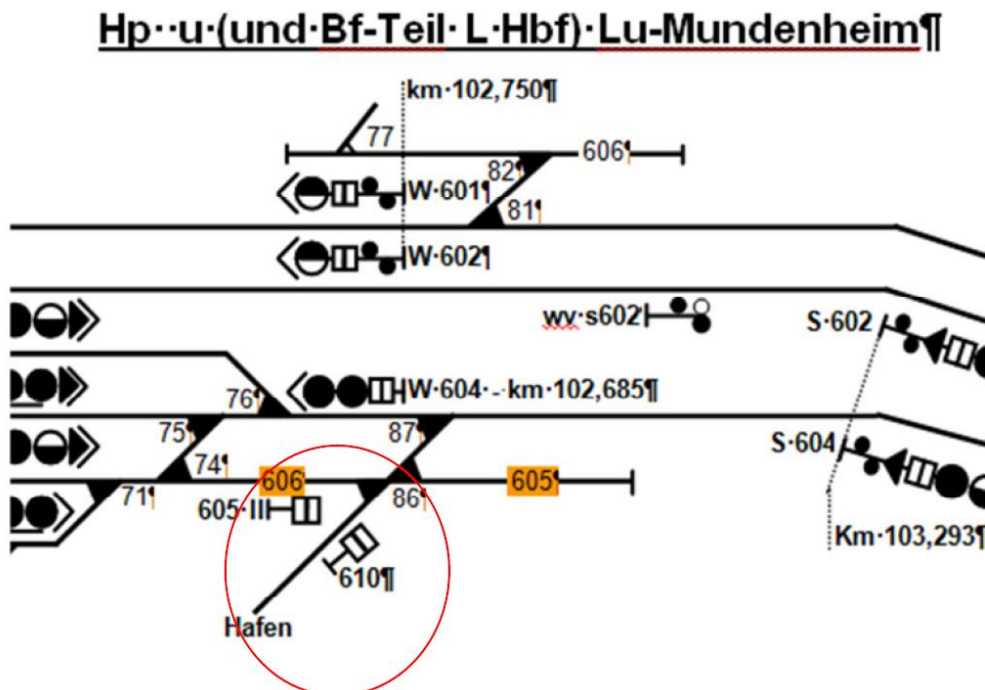 Hp··u·(und·Bf-Teil·L·Hbf)·Lu-Mundenheim¶
km·102,750¶
77
606¶
82¶
W·601¶
81¶
W·602¶
wv·s602
S·602
W·604·-·km·102,685¶
76¶
75¶
87¶
S·604
74¶
606
605¶
71¶
86¶
605·III
Km·103,293¶
610¶
Hafen